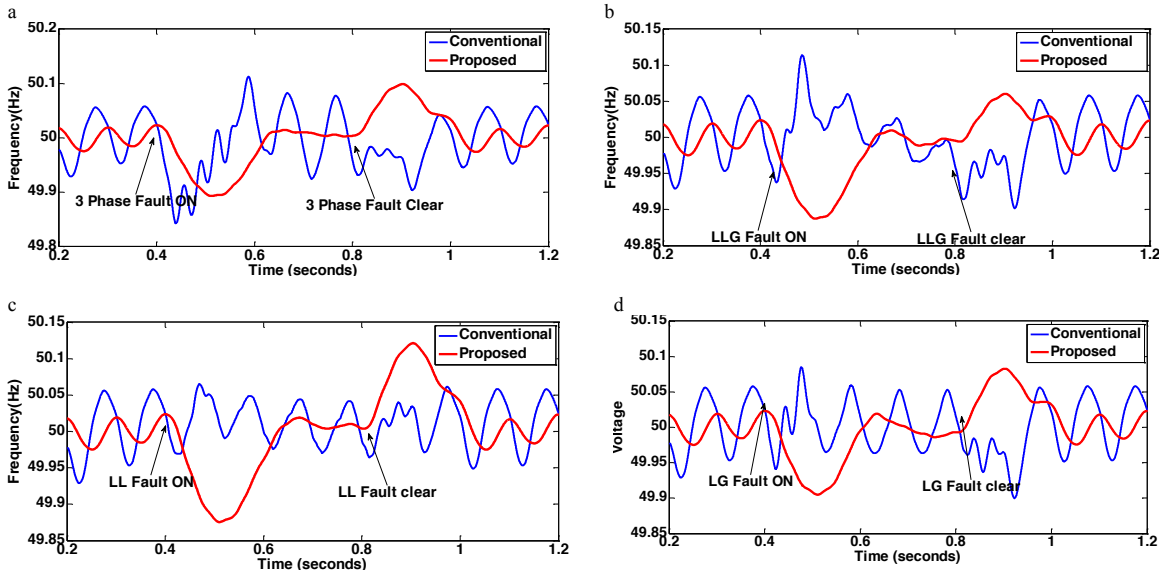 a
50.2
50.1
50
49.9
49.8
Frequency(Hz)
Conventional
Proposed
3 Phase Fault ON
3 Phase Fault Clear
0.2 0.4 0.6 0.8 1 1.2
Time (seconds)
b
50.15
50.1
50.05
50
49.95
49.9
49.85
Frequency(Hz)
Conventional
Proposed
LLG Fault ON
LLG Fault clear
0.2 0.4 0.6 0.8 1 1.2
Time (seconds)
c
50.15
50.1
50.05
50
49.95
49.9
49.85
Frequency(Hz)
Conventional
Proposed
LL Fault ON
LL Fault clear
0.2 0.4 0.6 0.8 1 1.2
Time (seconds)
d
50.15
50.1
50.05
50
49.95
49.9
49.85
Voltage
Conventional
Proposed
LG Fault ON
LG Fault clear
0.2 0.4 0.6 0.8 1 1.2
Time (seconds)